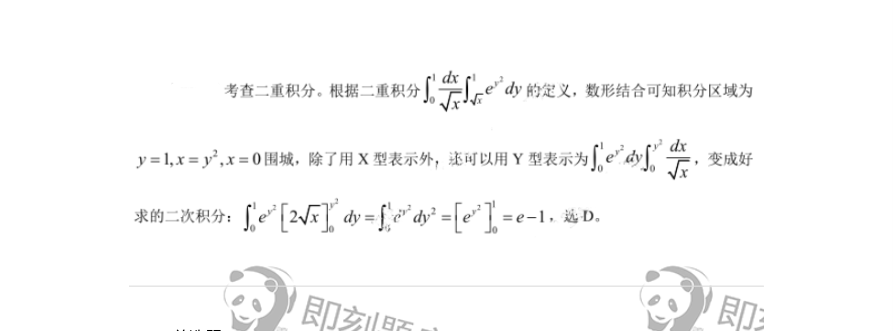 考查二重积分。根据二重积分∫₀¹ dx/√x ∫_√x^1 e^{y²} dy 的定义，数形结合可知积分区域为
y=1, x=y², x=0围城，除了用 X 型表示外，还可以用 Y 型表示为∫₀¹ e^{y²} dy ∫₀^{y²} dx/√x，变成好
求的二次积分：∫₀¹ e^{y²} [2√x]₀^{y²} dy = ∫₀¹ e^{y²} dy² = [e^{y²}]₀¹ = e−1，选 D。
即刻题
即刻题